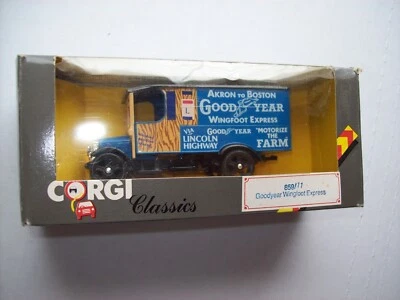 AKRON TO BOSTON
GOOD YEAR
WINGFOOT EXPRESS
VIA
LINCOLN
HIGHWAY
GOOD YEAR
"MOTORIZE
THE
FARM"
L
CORGI
Classics
859/11
Goodyear Wingfoot Express